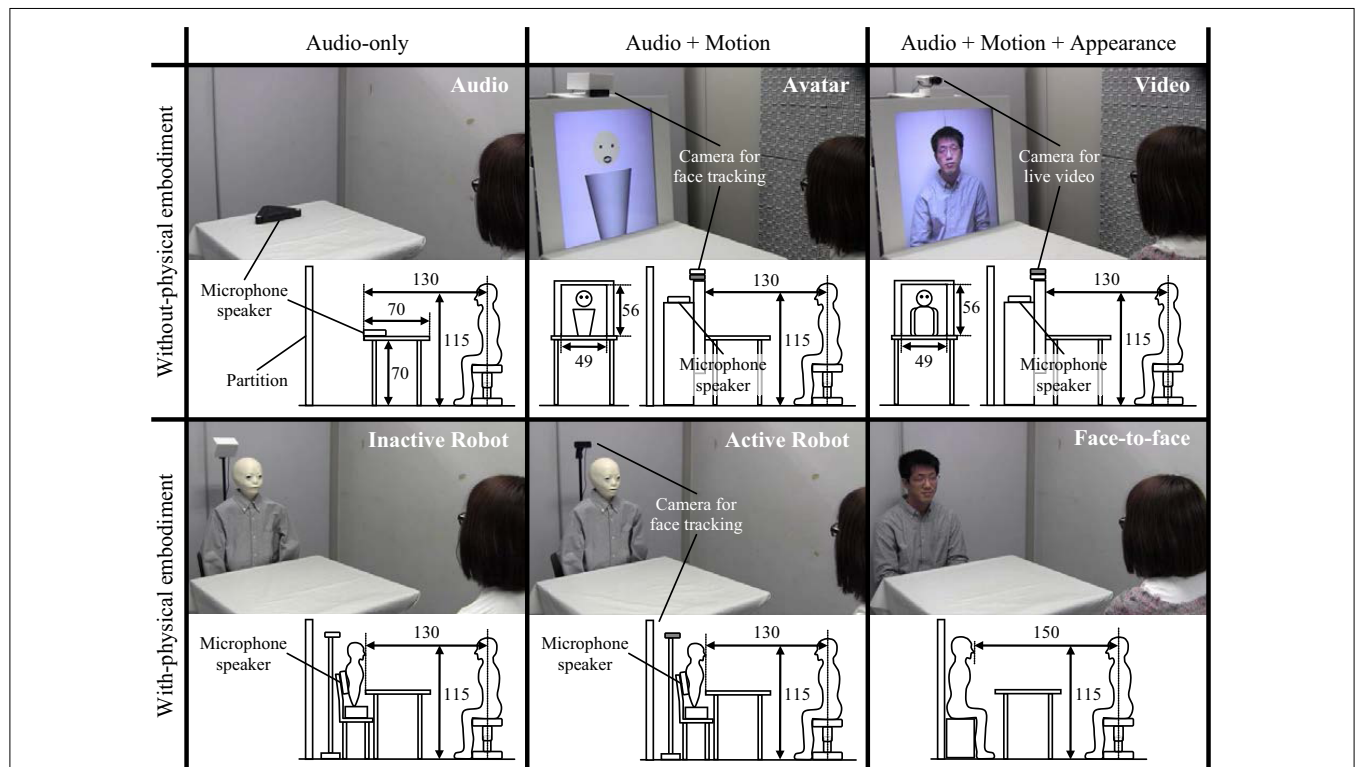 Audio-only
Audio + Motion
Audio + Motion + Appearance
Without-physical embodiment
Audio
Microphone
speaker
Partition
130
70
115
70
Avatar
Camera for
face tracking
56
49
130
115
Microphone
speaker
Video
Camera for
live video
56
49
130
115
Microphone
speaker
With-physical embodiment
Inactive Robot
Microphone
speaker
130
115
Active Robot
Camera for
face tracking
Microphone
speaker
130
115
Face-to-face
150
115